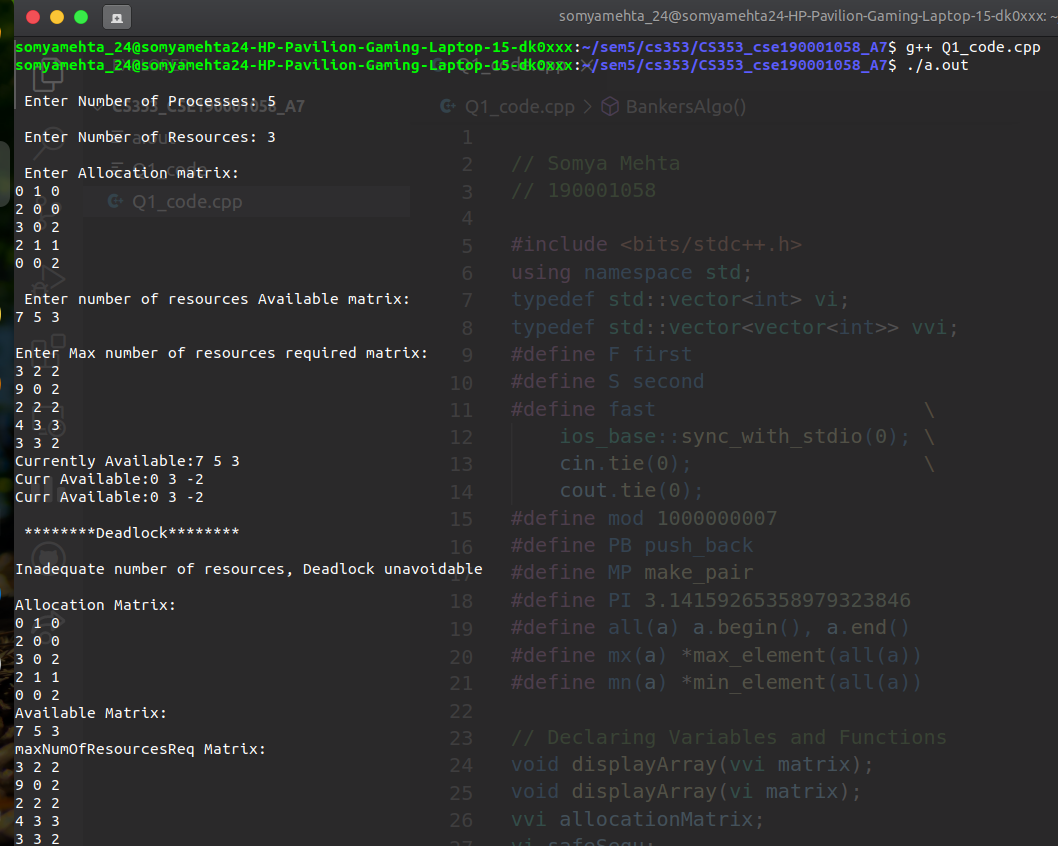 somyamehta_24@somyamehta24-HP-Pavilion-Gaming-Laptop-15-dk0xxx: ~
somyamehta_24@somyamehta24-HP-Pavilion-Gaming-Laptop-15-dk0xxx:~/sem5/cs353/CS353_cse190001058_A7$ g++ Q1_code.cpp
somyamehta_24@somyamehta24-HP-Pavilion-Gaming-Laptop-15-dk0xxx:~/sem5/cs353/CS353_cse190001058_A7$ ./a.out
Enter Number of Processes: 5
Enter Number of Resources: 3
Enter Allocation matrix:
0 1 0
2 0 0
3 0 2
2 1 1
0 0 2
Enter number of resources Available matrix:
7 5 3
Enter Max number of resources required matrix:
3 2 2
9 0 2
2 2 2
4 3 3
3 3 2
Currently Available:7 5 3
Curr Available:0 3 -2
Curr Available:0 3 -2
********Deadlock********
Inadequate number of resources, Deadlock unavoidable
Allocation Matrix:
0 1 0
2 0 0
3 0 2
2 1 1
0 0 2
Available Matrix:
7 5 3
maxNumOfResourcesReq Matrix:
3 2 2
9 0 2
2 2 2
4 3 3
3 3 2
CS353_CSE190001058_A7
a.out
Q1_code
Q1_code.cpp
Q1_code.cpp > BankersAlgo()
1
2 // Somya Mehta
3 // 190001058
4
5 #include <bits/stdc++.h>
6 using namespace std;
7 typedef std::vector<int> vi;
8 typedef std::vector<vector<int>> vvi;
9 #define F first
10 #define S second
11 #define fast \
12 ios_base::sync_with_stdio(0); \
13 cin.tie(0); \
14 cout.tie(0);
15 #define mod 1000000007
16 #define PB push_back
17 #define MP make_pair
18 #define PI 3.14159265358979323846
19 #define all(a) a.begin(), a.end()
20 #define mx(a) *max_element(all(a))
21 #define mn(a) *min_element(all(a))
22
23 // Declaring Variables and Functions
24 void displayArray(vvi matrix);
25 void displayArray(vi matrix);
26 vvi allocationMatrix;
27 vi safeSequ;